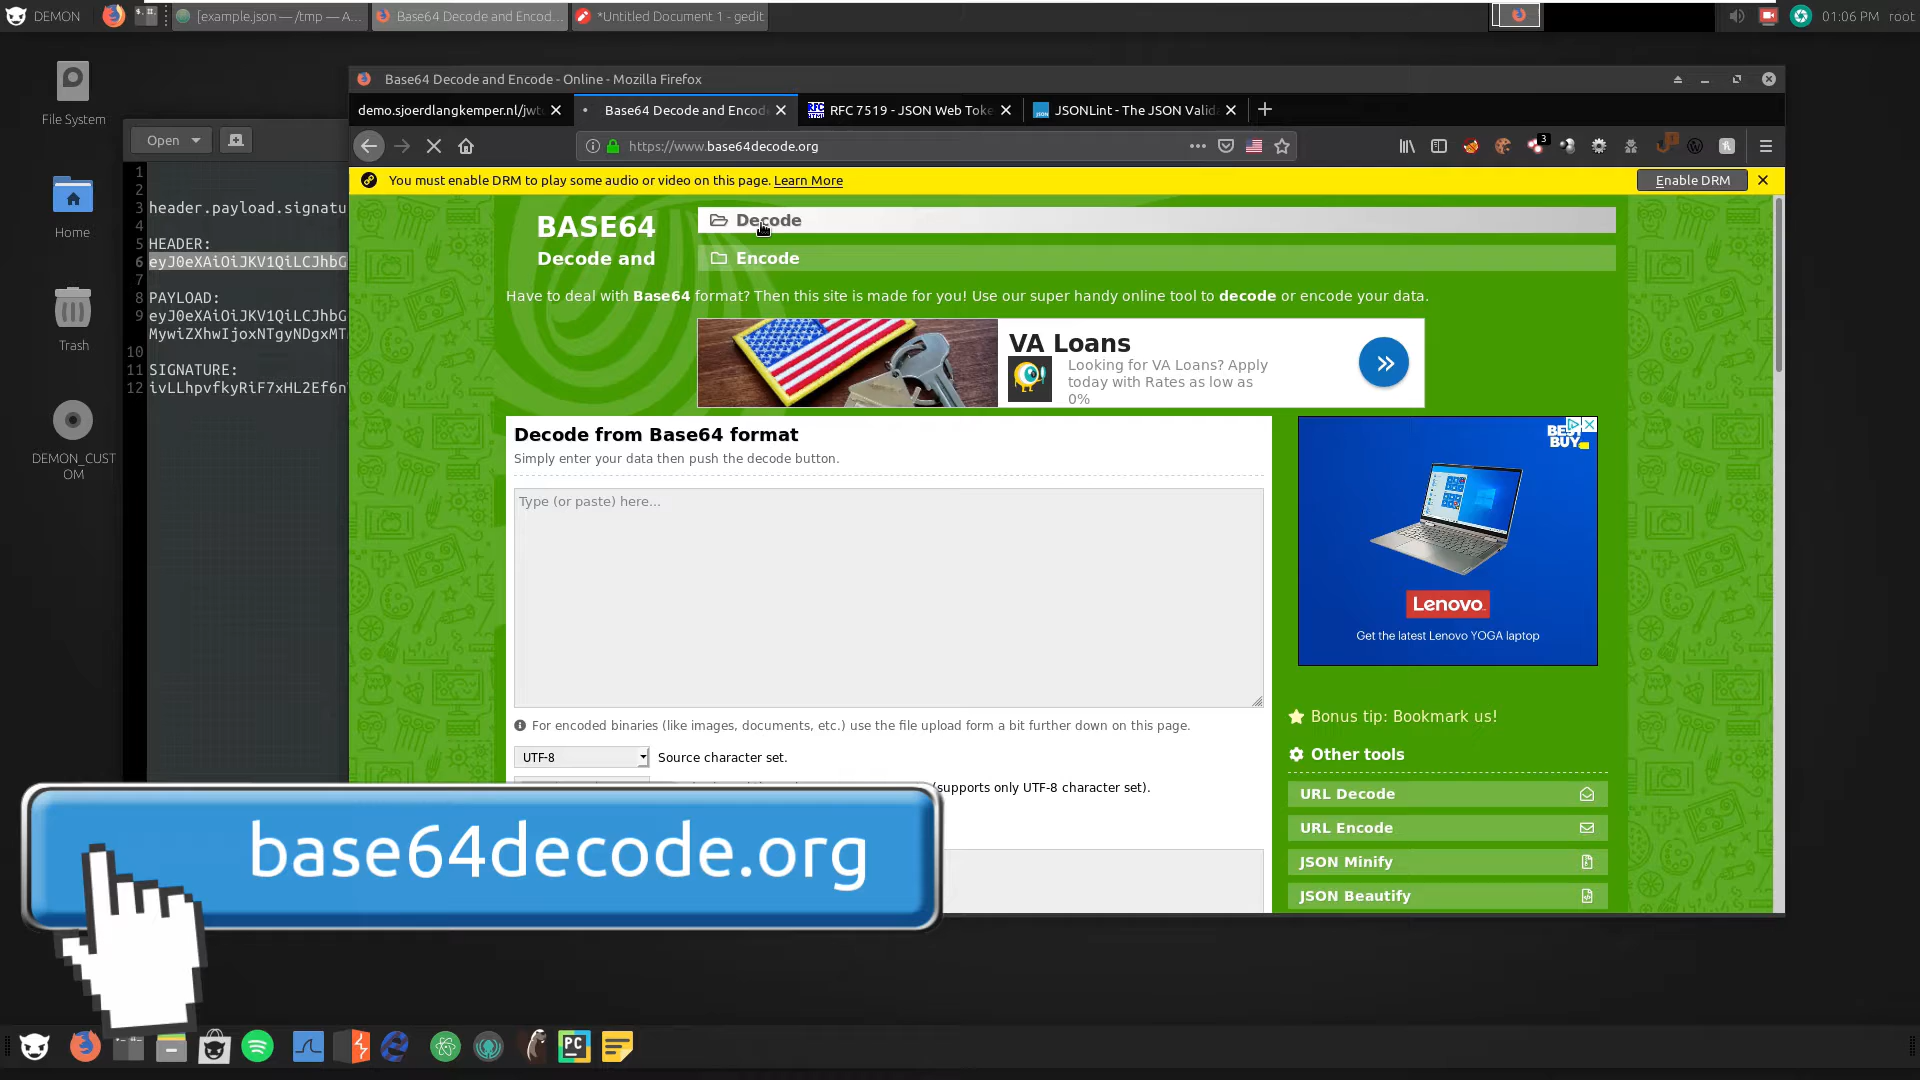 DEMON
[example.json — /tmp — A...
Base64 Decode and Encod...
*Untitled Document 1 - gedit
01:06 PM
root
File System
Home
Trash
DEMON_CUST
OM
Open
1
2
3 header.payload.signatu
4
5 HEADER:
6 eyJ0eXAiOiJKV1QiLCJhbG
7
8 PAYLOAD:
9 eyJ0eXAiOiJKV1QiLCJhbG
MywiZXhwIjoxNTgyNDgxMT
10
11 SIGNATURE:
12 ivLLhpvfkyRiF7xHL2Ef6n
Base64 Decode and Encode - Online - Mozilla Firefox
demo.sjoerdlangkemper.nl/jwt
Base64 Decode and Encode
RFC 7519 - JSON Web Toke
JSONLint - The JSON Valid
https://www.base64decode.org
3
1
You must enable DRM to play some audio or video on this page. Learn More
Enable DRM
BASE64
Decode and
Decode
Encode
Have to deal with Base64 format? Then this site is made for you! Use our super handy online tool to decode or encode your data.
VA Loans
Looking for VA Loans? Apply
today with Rates as low as
0%
Decode from Base64 format
Simply enter your data then push the decode button.
Type (or paste) here...
For encoded binaries (like images, documents, etc.) use the file upload form a bit further down on this page.
UTF-8
Source character set.
(supports only UTF-8 character set).
BEST
BUY
Lenovo
Get the latest Lenovo YOGA laptop
Bonus tip: Bookmark us!
Other tools
URL Decode
URL Encode
JSON Minify
JSON Beautify
base64decode.org
PC